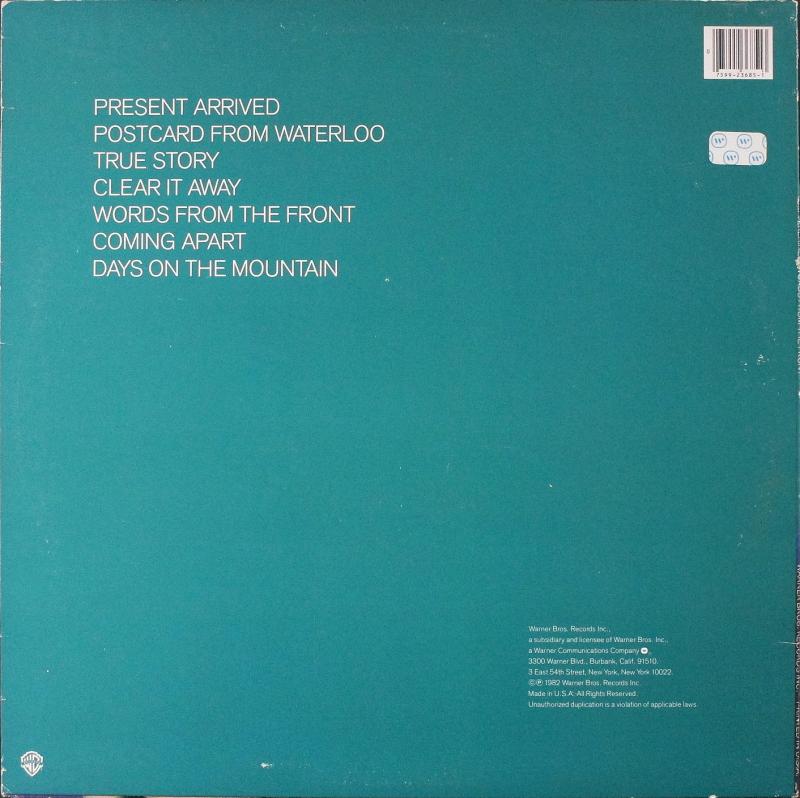 0
7599-23685-1
PRESENT ARRIVED
POSTCARD FROM WATERLOO
TRUE STORY
CLEAR IT AWAY
WORDS FROM THE FRONT
COMING APART
DAYS ON THE MOUNTAIN
Warner Bros. Records Inc.,
a subsidiary and licensee of Warner Bros. Inc.,
a Warner Communications Company
3300 Warner Blvd., Burbank, Calif. 91510.
3 East 54th Street, New York, New York 10022.
©℗ 1982 Warner Bros. Records Inc.
Made in U.S.A. All Rights Reserved.
Unauthorized duplication is a violation of applicable laws.